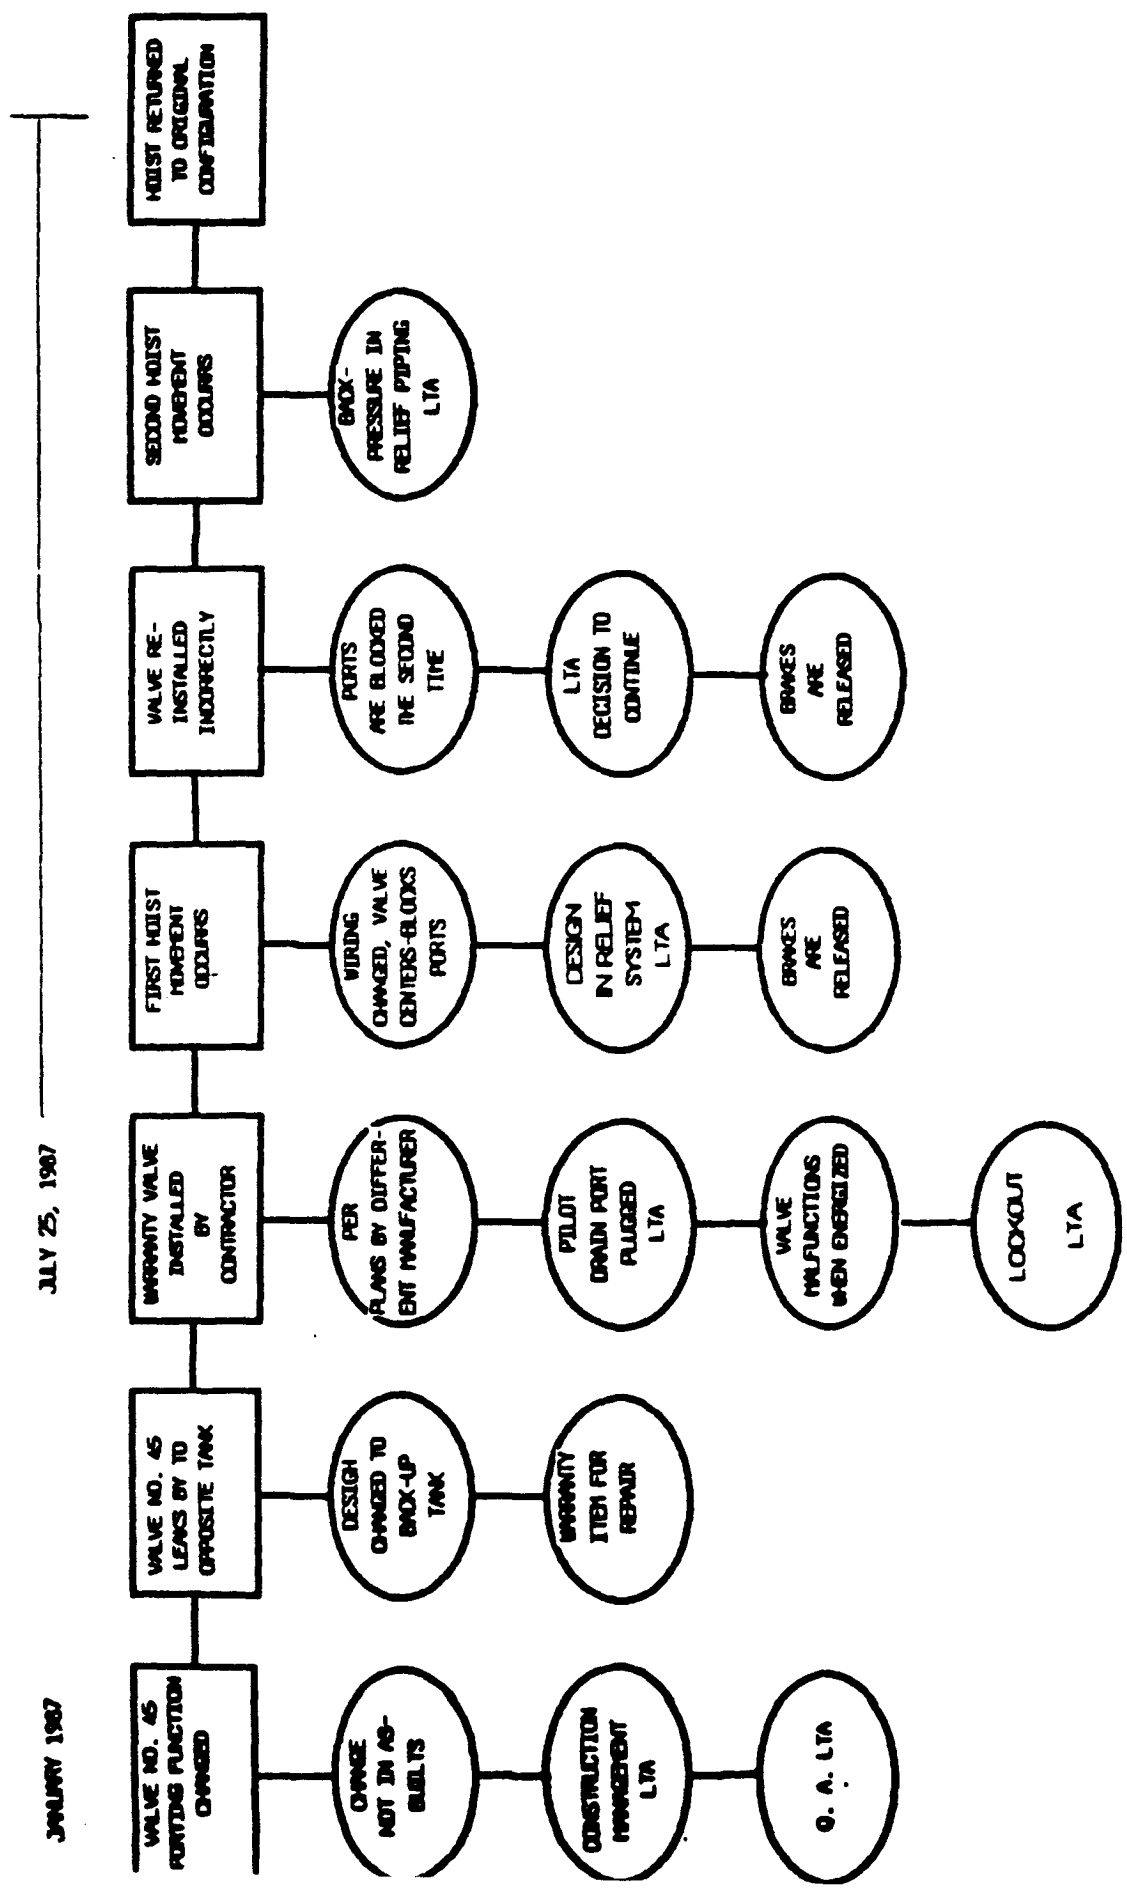 JANUARY 1987
JULY 25, 1987
VALVE NO. 45
PORTING FUNCTION
CHANGED
CHANGE
NOT IN AS-
BUILTS
CONSTRUCTION
MANAGEMENT
LTA
Q. A. LTA
VALVE NO. 45
LEAKS BY TO
OPPOSITE TANK
DESIGN
CHANGED TO
BACK-UP
TANK
WARRANTY
ITEM FOR
REPAIR
WARRANTY VALVE
INSTALLED
BY
CONTRACTOR
PER
PLANS BY DIFFER-
ENT MANUFACTURER
PILOT
DRAIN PORT
PLUGGED
LTA
VALVE
MALFUNCTIONS
WHEN ENERGIZED
LOCKOUT
LTA
FIRST HOIST
MOVEMENT
OCCURRS
WIRING
CHANGED, VALVE
CENTERS-BLOCKS
PORTS
DESIGN
IN RELIEF
SYSTEM
LTA
BRAKES
ARE
RELEASED
VALVE RE-
INSTALLED
INCORRECTLY
PORTS
ARE BLOCKED
THE SECOND
TIME
LTA
DECISION TO
CONTINUE
BRAKES
ARE
RELEASED
SECOND HOIST
MOVEMENT
OCCURRS
BACK-
PRESSURE IN
RELIEF PIPING
LTA
HOIST RETURNED
TO ORIGINAL
CONFIGURATION